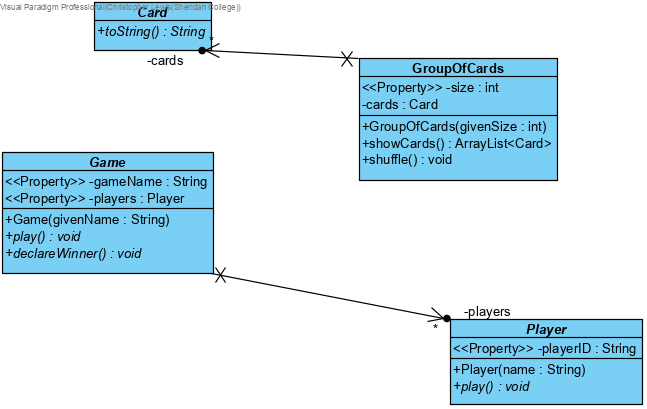 Visual Paradigm Professional(Christopher Lewis(Sheridan College))
Card
+toString() : String
*
-cards
GroupOfCards
<<Property>> -size : int
-cards : Card
+GroupOfCards(givenSize : int)
+showCards() : ArrayList<Card>
+shuffle() : void
Game
<<Property>> -gameName : String
<<Property>> -players : Player
+Game(givenName : String)
+play() : void
+declareWinner() : void
-players
*
Player
<<Property>> -playerID : String
+Player(name : String)
+play() : void